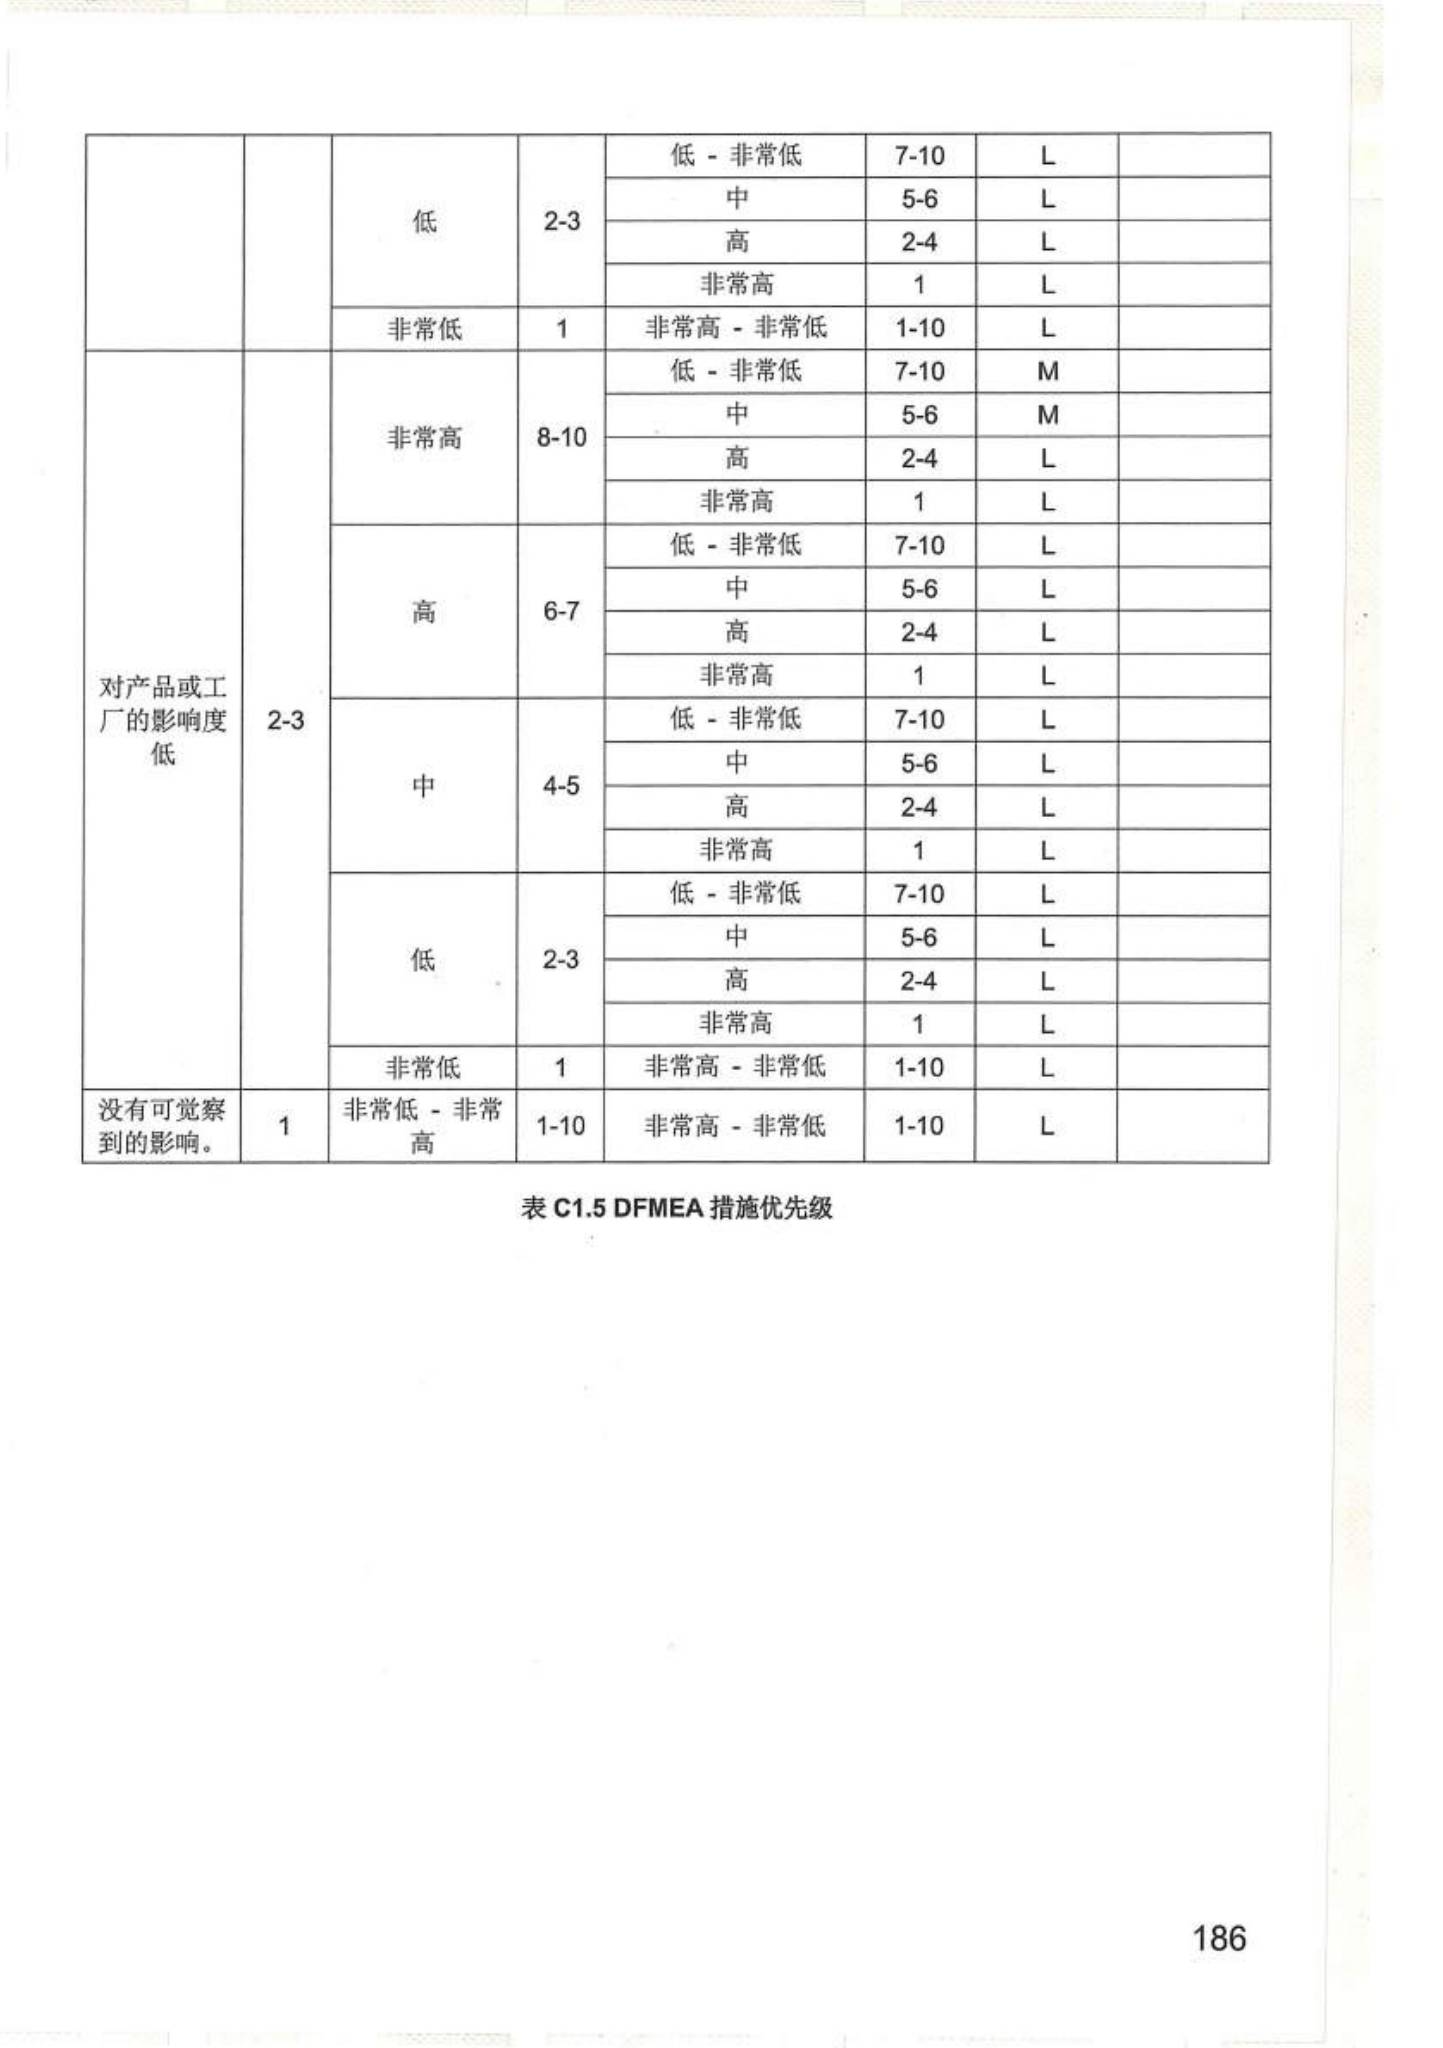 低 - 非常低 7-10 L
中 5-6 L
低 2-3
高 2-4 L
非常高 1 L
非常低 1 非常高 - 非常低 1-10 L
低 - 非常低 7-10 M
中 5-6 M
非常高 8-10
高 2-4 L
非常高 1 L
低 - 非常低 7-10 L
中 5-6 L
高 6-7
高 2-4 L
非常高 1 L
对产品或工
厂的影响度
低
2-3
低 - 非常低 7-10 L
中 5-6 L
中 4-5
高 2-4 L
非常高 1 L
低 - 非常低 7-10 L
中 5-6 L
低 2-3
高 2-4 L
非常高 1 L
非常低 1 非常高 - 非常低 1-10 L
没有可觉察
到的影响。
1
非常低 - 非常
高
1-10 非常高 - 非常低 1-10 L
表 C1.5 DFMEA 措施优先级
186